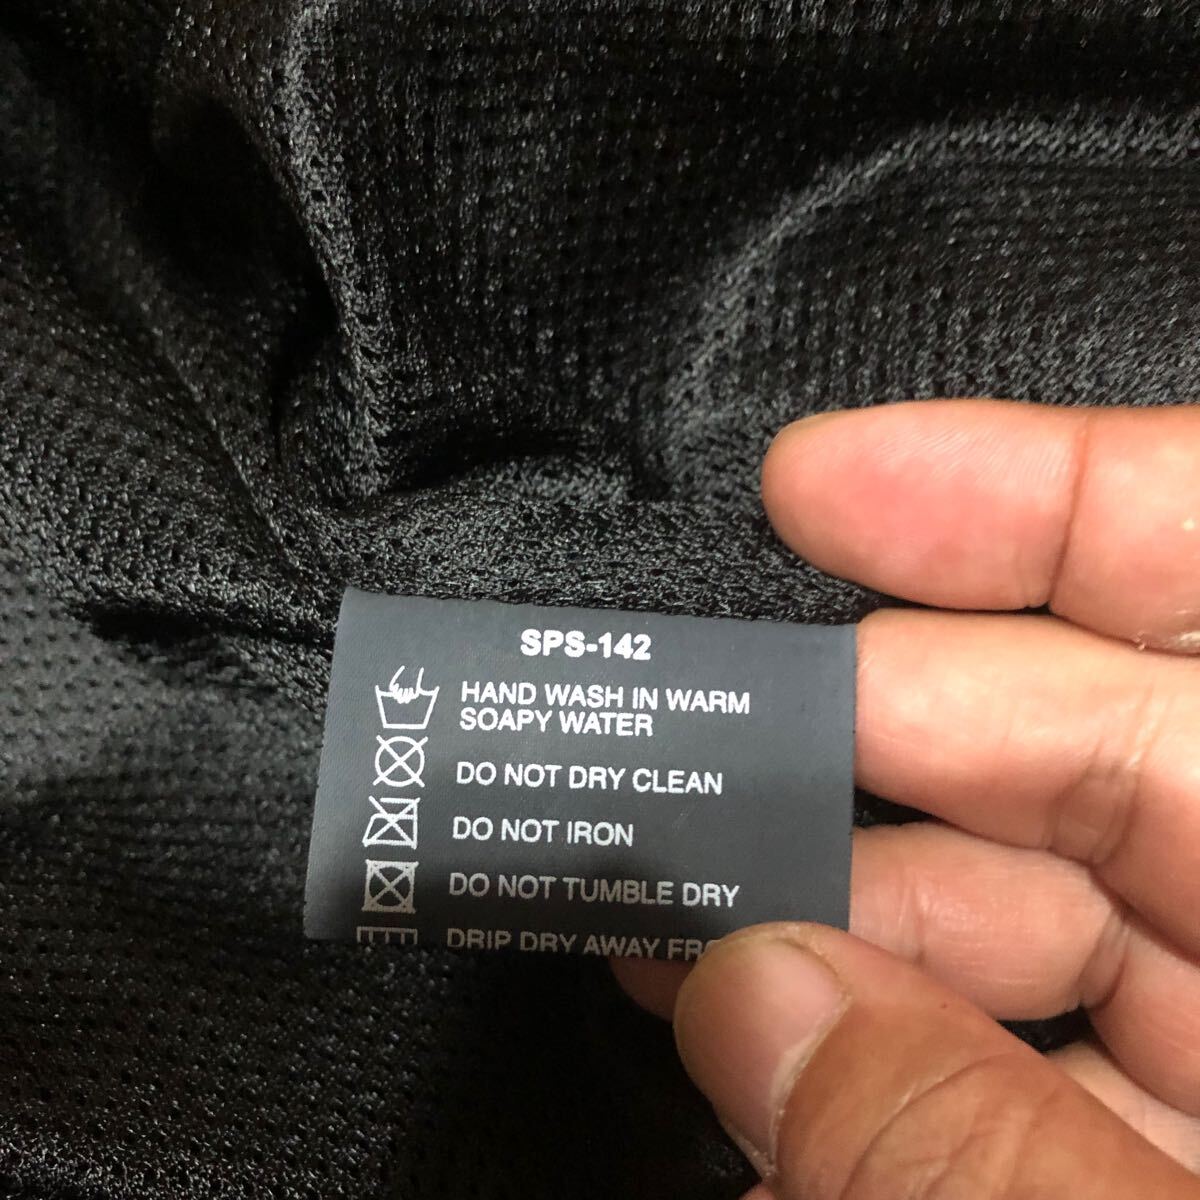 SPS-142
HAND WASH IN WARM
SOAPY WATER
DO NOT DRY CLEAN
DO NOT IRON
DO NOT TUMBLE DRY
DRIP DRY AWAY